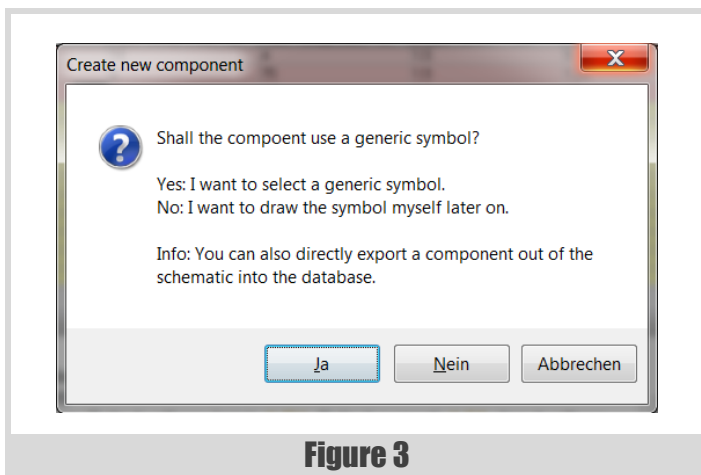 Create new component
Shall the compoent use a generic symbol?
Yes: I want to select a generic symbol.
No: I want to draw the symbol myself later on.
Info: You can also directly export a component out of the
schematic into the database.
Ja
Nein
Abbrechen
Figure 3